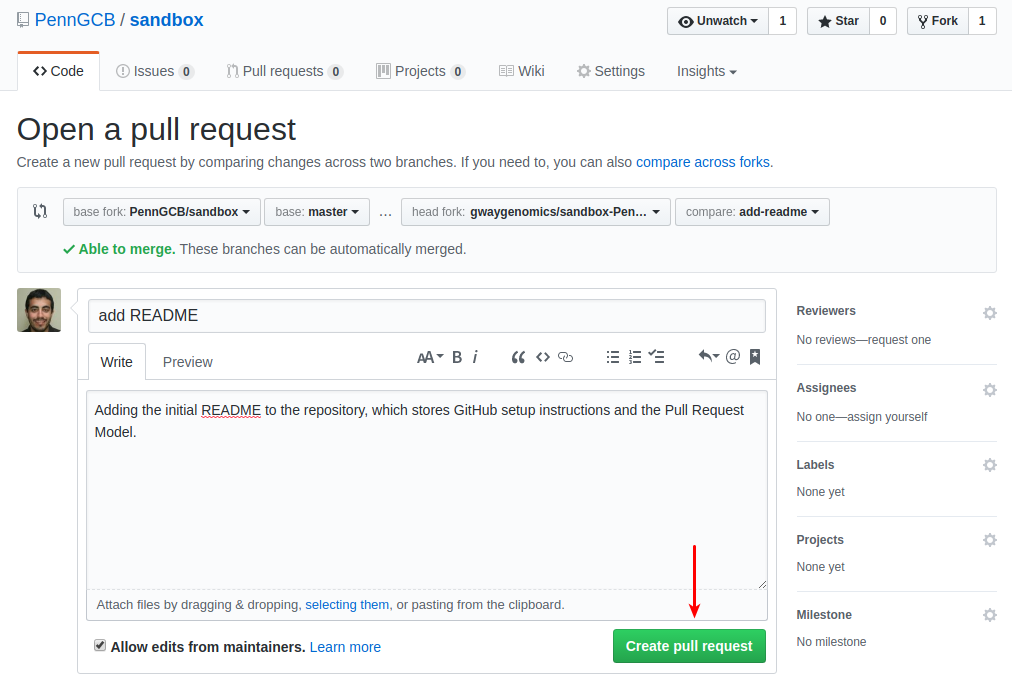 PennGCB / sandbox
Unwatch 1 Star 0 Fork 1
Code Issues 0 Pull requests 0 Projects 0 Wiki Settings Insights
Open a pull request
Create a new pull request by comparing changes across two branches. If you need to, you can also compare across forks.
base fork: PennGCB/sandbox base: master ... head fork: gwaygenomics/sandbox-Pen... compare: add-readme
Able to merge. These branches can be automatically merged.
add README
Write Preview AA B i @
Adding the initial README to the repository, which stores GitHub setup instructions and the Pull Request
Model.
Attach files by dragging & dropping, selecting them, or pasting from the clipboard.
Allow edits from maintainers. Learn more
Create pull request
Reviewers
No reviews—request one
Assignees
No one—assign yourself
Labels
None yet
Projects
None yet
Milestone
No milestone